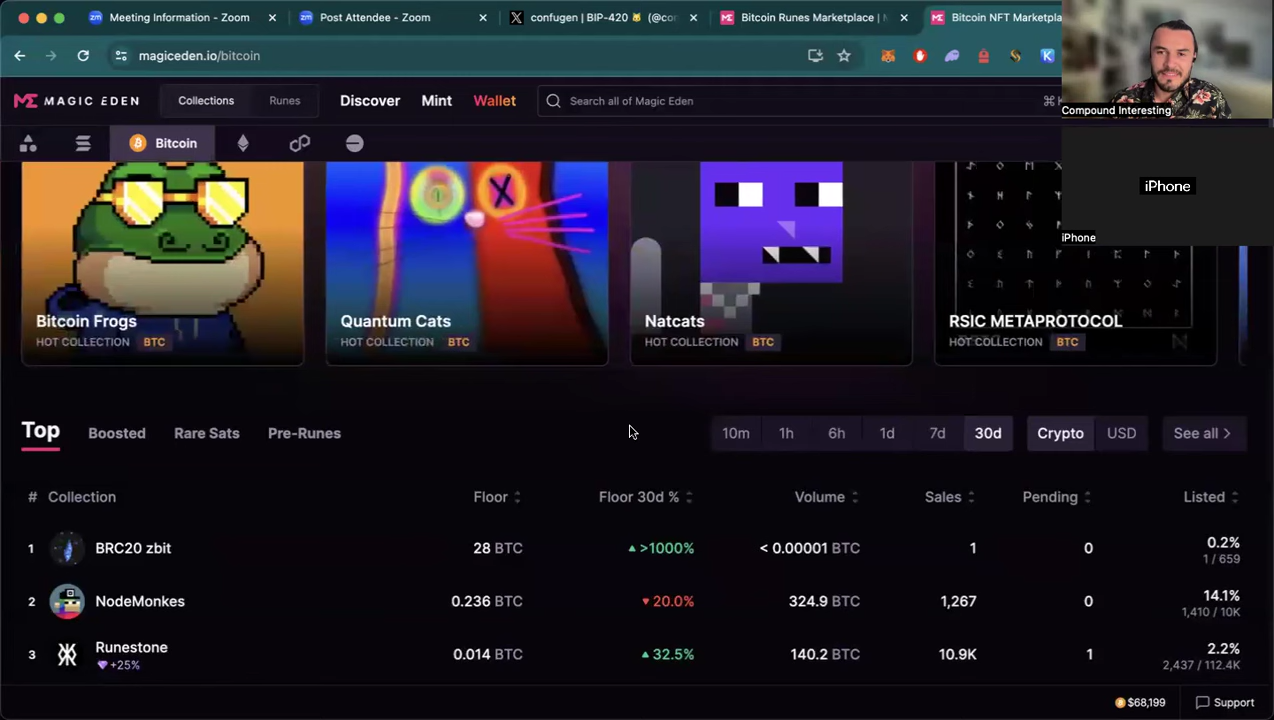 Meeting Information - Zoom
Post Attendee - Zoom
confugen | BIP-420 (@co
Bitcoin Runes Marketplace |
Bitcoin NFT Marketpla
magiceden.io/bitcoin
MAGIC EDEN
Collections
Runes
Discover
Mint
Wallet
Search all of Magic Eden
⌘
Compound Interesting
Bitcoin
iPhone
iPhone
Bitcoin Frogs
HOT COLLECTION BTC
Quantum Cats
HOT COLLECTION BTC
Natcats
HOT COLLECTION BTC
RSIC METAPROTOCOL
HOT COLLECTION BTC
Top Boosted Rare Sats Pre-Runes 10m 1h 6h 1d 7d 30d Crypto USD See all >
# Collection Floor Floor 30d % Volume Sales Pending Listed
1 BRC20 zbit 28 BTC >1000% < 0.00001 BTC 1 0 0.2%
1 / 659
2 NodeMonkes 0.236 BTC 20.0% 324.9 BTC 1,267 0 14.1%
1,410 / 10K
3 Runestone 0.014 BTC 32.5% 140.2 BTC 10.9K 1 2.2%
+25% 2,437 / 112.4K
$68,199 Support